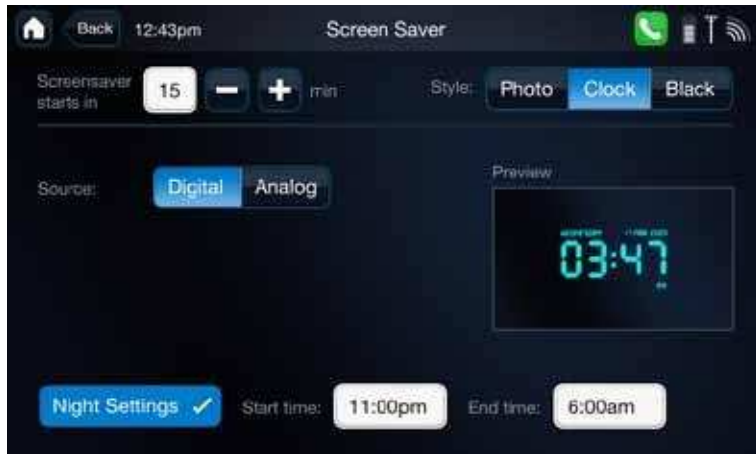 Back 12:43pm Screen Saver
Screensaver
starts in 15 min Style: Photo Clock Black
Source: Digital Analog
Preview
03:47
Night Settings Start time: 11:00pm End time: 6:00am